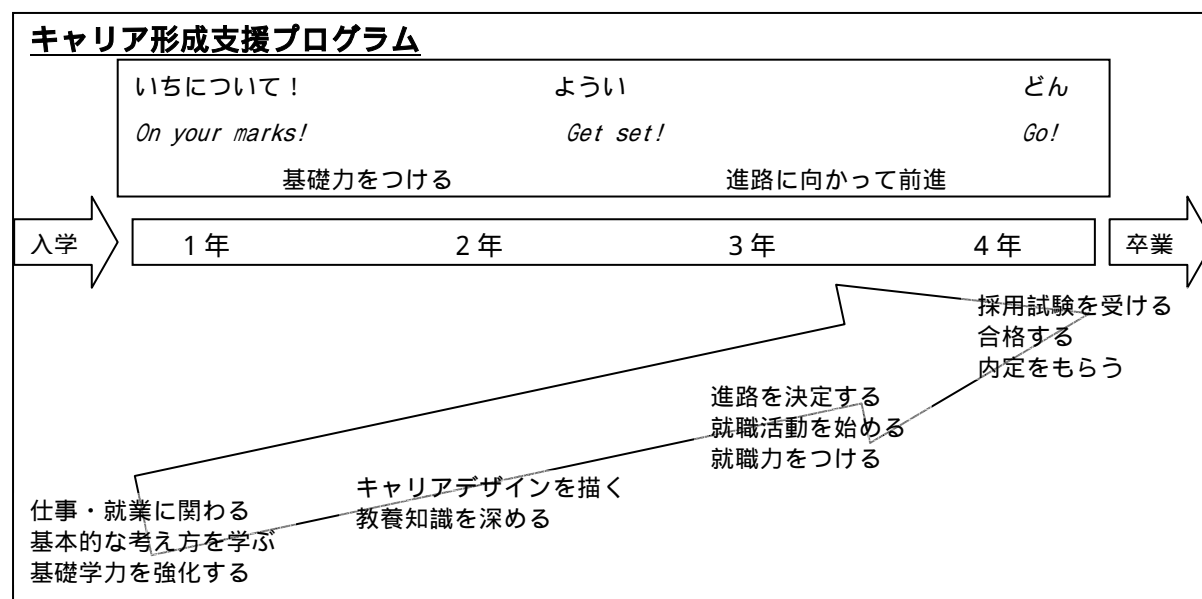 キャリア形成支援プログラム
いちについて！ ようい どん
On your marks! Get set! Go!
基礎力をつける 進路に向かって前進
入学 1年 2年 3年 4年 卒業
採用試験を受ける
合格する
内定をもらう
進路を決定する
就職活動を始める
就職力をつける
キャリアデザインを描く
教養知識を深める
仕事・就業に関わる
基本的な考え方を学ぶ
基礎学力を強化する